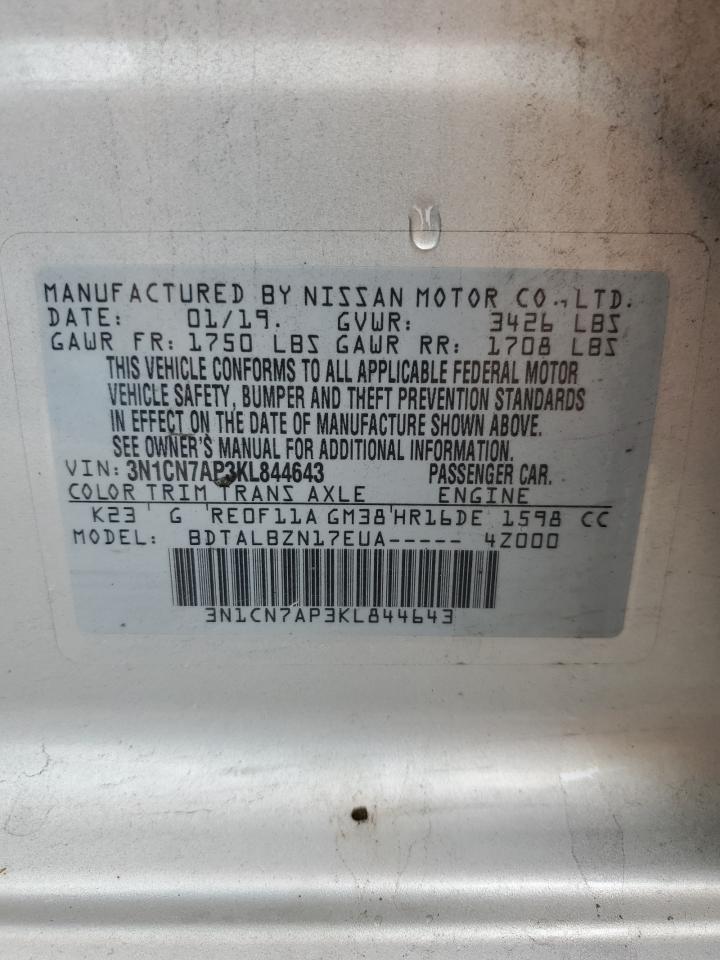 MANUFACTURED BY NISSAN MOTOR CO.,LTD.
DATE: 01/19. GVWR: 3426 LBS
GAWR FR: 1750 LBS GAWR RR: 1708 LBS
THIS VEHICLE CONFORMS TO ALL APPLICABLE FEDERAL MOTOR
VEHICLE SAFETY, BUMPER AND THEFT PREVENTION STANDARDS
IN EFFECT ON THE DATE OF MANUFACTURE SHOWN ABOVE.
SEE OWNER'S MANUAL FOR ADDITIONAL INFORMATION.
VIN: 3N1CN7AP3KL844643 PASSENGER CAR.
COLOR TRIM TRANS AXLE ENGINE
K23 G RE0F11A GM38 HR16DE 1598 CC
MODEL: BDTALBZN17EUA----- 4Z000
3N1CN7AP3KL844643